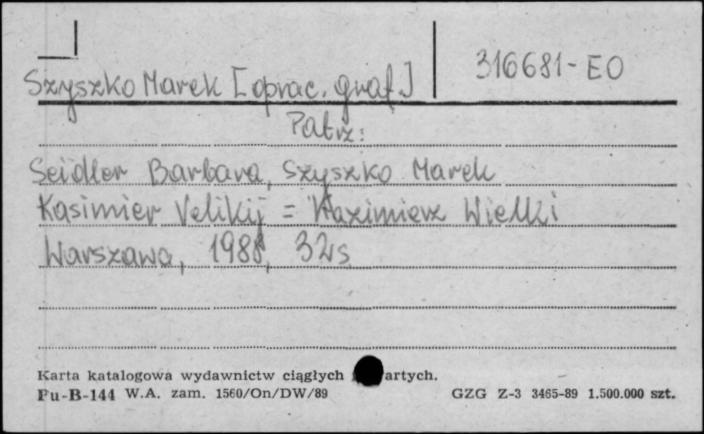 316681-EO
Szyszko Marek [oprac. graf.]
Patrz:
Seidler Barbara, Szyszko Marek
Kasimier Velikij = Kazimierz Wielki
Warszawa, 1988, 32s
Karta katalogowa wydawnictw ciągłych artych.
Pu-B-144 W.A. zam. 1560/On/DW/89 GZG Z-3 3465-89 1.500.000 szt.